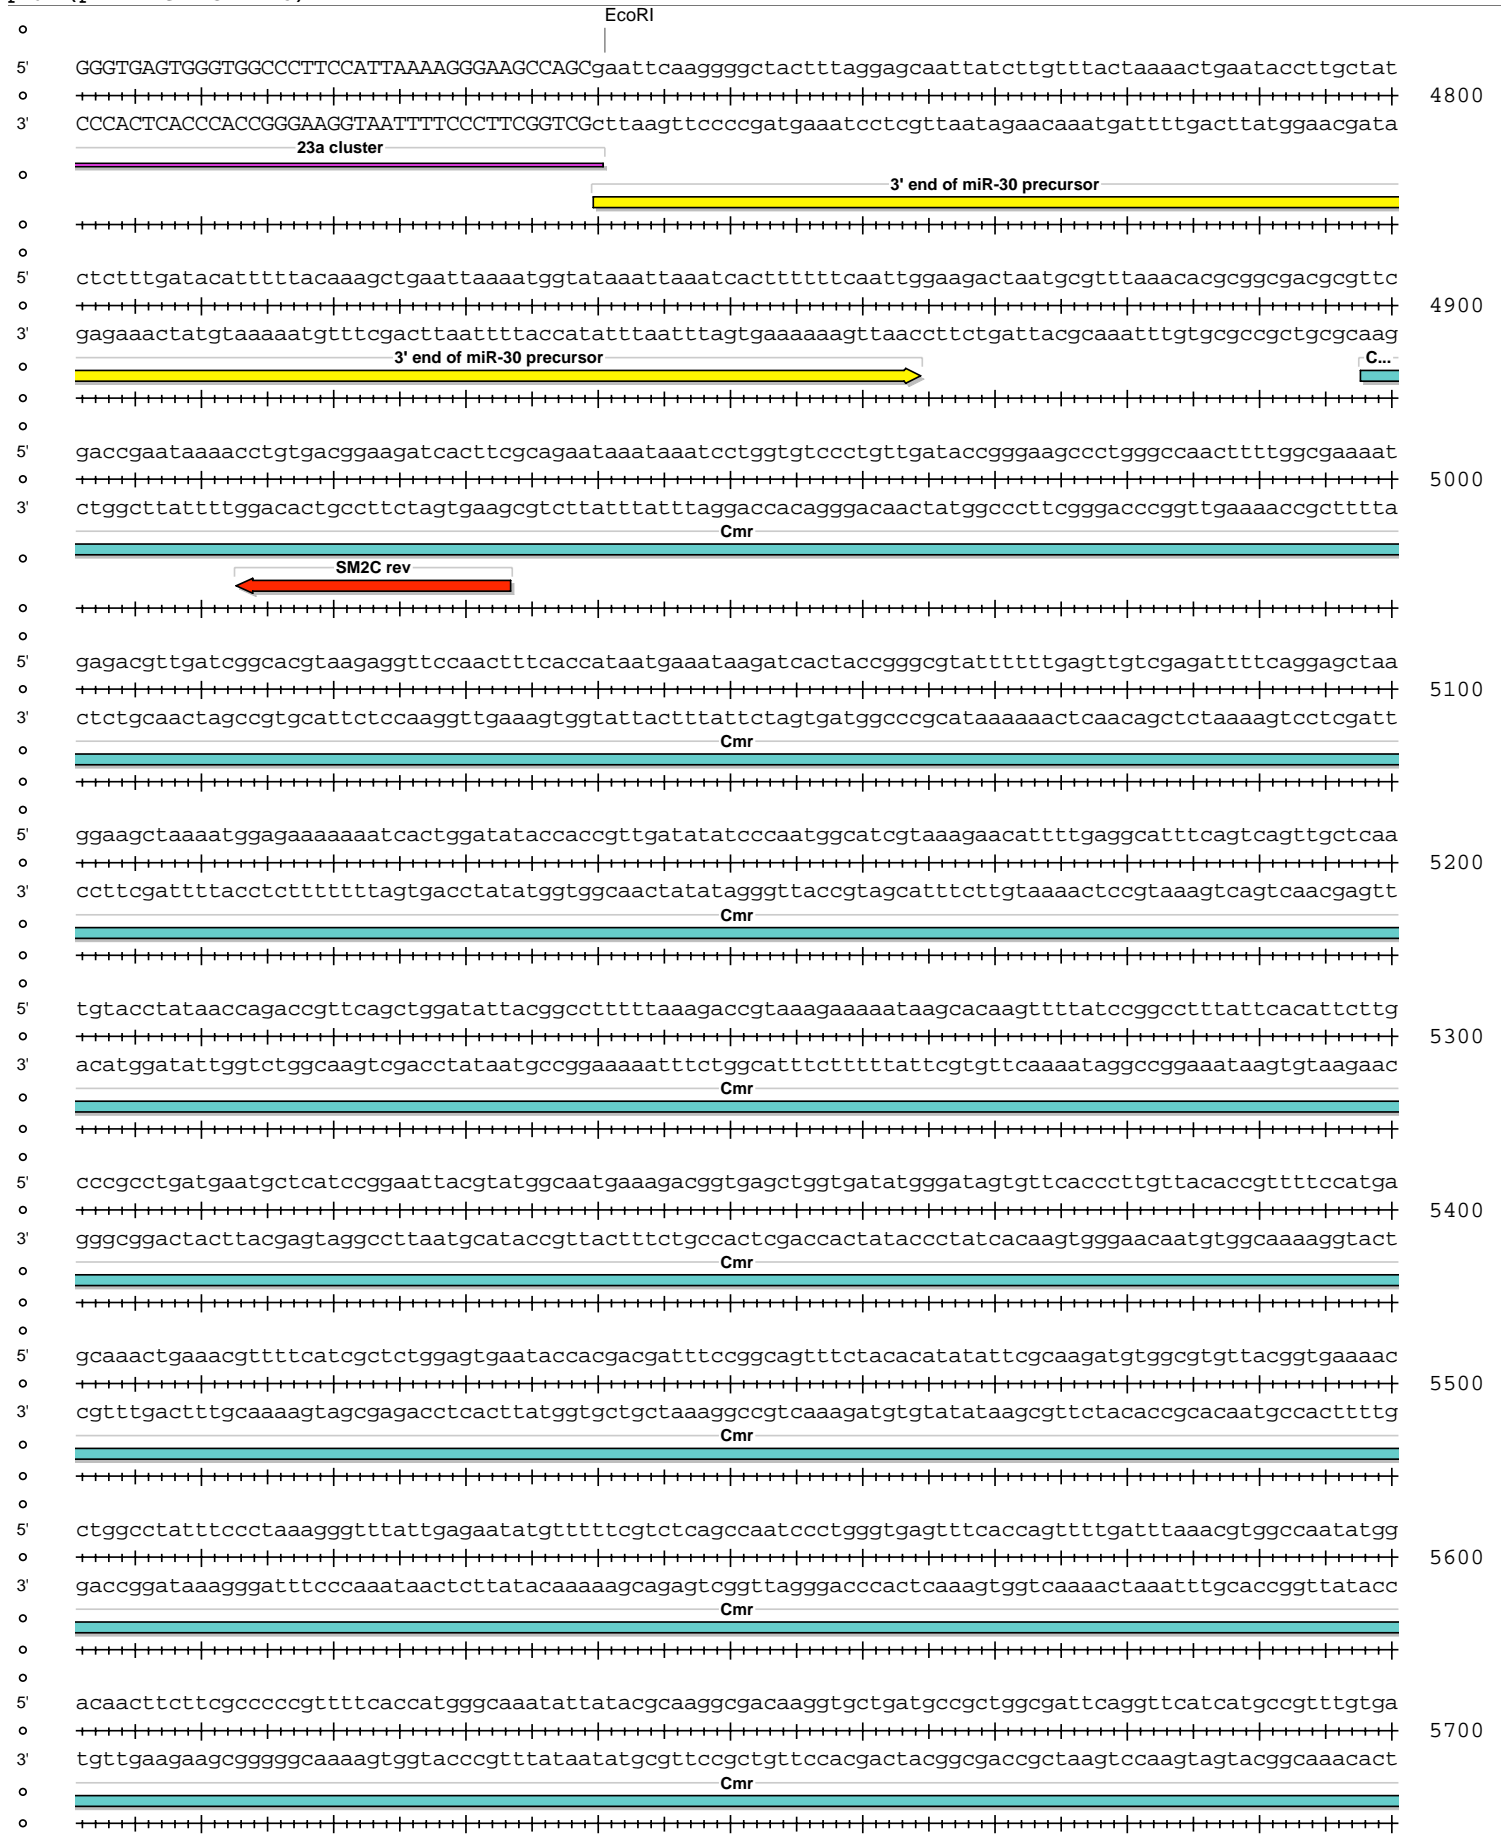 EcoRI
5' GGGTGAGTGGGTGGCCCTTCCATTAAAAGGGAAGCCAGCgaattcaaggggctactttaggagcaattatcttgtttactaaaactgaataccttgctat
4800
3' CCCACTCACCCACCGGGAAGGTAATTTTCCCTTCGGTCGcttaagttccccgatgaaatcctcgttaatagaacaaatgattttgacttatggaacgata
23a cluster
3' end of miR-30 precursor
5' ctctttgatacatttttacaaagctgaattaaaatggtataaattaaatcacttttttcaattggaagactaatgcgtttaaacacgcggcgacgcgttc
4900
3' gagaaactatgtaaaaatgtttcgacttaattttaccatatttaatttagtgaaaaaagttaaccttctgattacgcaaatttgtgcgccgctgcgcaag
3' end of miR-30 precursor
C...
5' gaccgaataaaacctgtgacggaagatcacttcgcagaataaataaatcctggtgtccctgttgataccgggaagccctgggccaacttttggcgaaaat
5000
3' ctggcttattttggacactgccttctagtgaagcgtcttatttatttaggaccacagggacaactatggcccttcgggacccggttgaaaaccgctttta
Cmr
SM2C rev
5' gagacgttgatcggcacgtaagaggttccaactttcaccataatgaaataagatcactaccgggcgtattttttgagttgtcgagattttcaggagctaa
5100
3' ctctgcaactagccgtgcattctccaaggttgaaagtggtattactttattctagtgatggcccgcataaaaaactcaacagctctaaaagtcctcgatt
Cmr
5' ggaagctaaaatggagaaaaaaatcactggatataccaccgttgatatatcccaatggcatcgtaaagaacattttgaggcatttcagtcagttgctcaa
5200
3' ccttcgattttacctctttttttagtgacctatatggtggcaactatatagggttaccgtagcatttcttgtaaaactccgtaaagtcagtcaacgagtt
Cmr
5' tgtacctataaccagaccgttcagctggatattacggcctttttaaagaccgtaaagaaaaataagcacaagttttatccggcctttattcacattcttg
5300
3' acatggatattggtctggcaagtcgacctataatgccggaaaaatttctggcatttctttttattcgtgttcaaaataggccggaaataagtgtaagaac
Cmr
5' cccgcctgatgaatgctcatccggaattacgtatggcaatgaaagacggtgagctggtgatatgggatagtgttcacccttgttacaccgttttccatga
5400
3' gggcggactacttacgagtaggccttaatgcataccgttactttctgccactcgaccactataccctatcacaagtgggaacaatgtggcaaaaggtact
Cmr
5' gcaaactgaaacgttttcatcgctctggagtgaataccacgacgatttccggcagtttctacacatatattcgcaagatgtggcgtgttacggtgaaaac
5500
3' cgtttgactttgcaaaagtagcgagacctcacttatggtgctgctaaaggccgtcaaagatgtgtatataagcgttctacaccgcacaatgccacttttg
Cmr
5' ctggcctatttccctaaagggtttattgagaatatgtttttcgtctcagccaatccctgggtgagtttcaccagttttgatttaaacgtggccaatatgg
5600
3' gaccggataaagggatttcccaaataactcttatacaaaaagcagagtcggttagggacccactcaaagtggtcaaaactaaatttgcaccggttatacc
Cmr
5' acaacttcttcgcccccgttttcaccatgggcaaatattatacgcaaggcgacaaggtgctgatgccgctggcgattcaggttcatcatgccgtttgtga
5700
3' tgttgaagaagcgggggcaaaagtggtacccgtttataatatgcgttccgctgttccacgactacggcgaccgctaagtccaagtagtacggcaaacact
Cmr